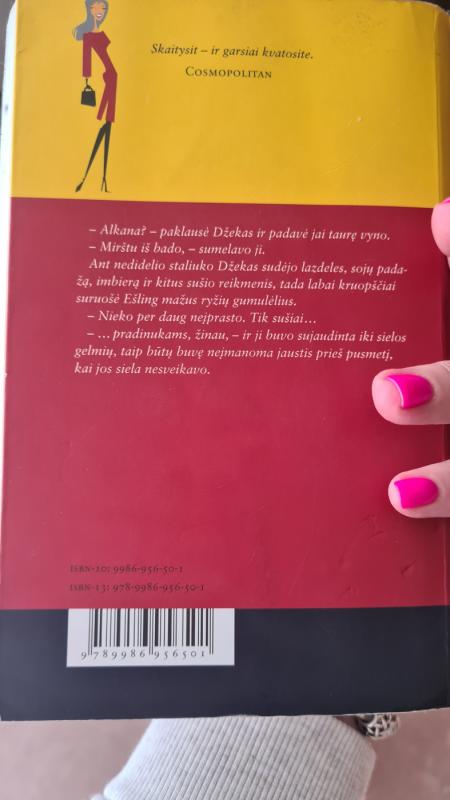 Skaitysit – ir garsiai kvatosite.
COSMOPOLITAN
– Alkana? – paklausė Džekas ir padavė jai taurę vyno.
– Mirštu iš bado, – sumelavo ji.
Ant nedidelio staliuko Džekas sudėjo lazdeles, sojų pada-
žą, imbierą ir kitus sušio reikmenis, tada labai kruopščiai
suruošė Ešling mažus ryžių gumulėlius.
– Nieko per daug neįprasto. Tik sušiai…
– … pradinukams, žinau, – ir ji buvo sujaudinta iki sielos
gelmių, taip būtų buvę neįmanoma jaustis prieš pusmetį,
kai jos siela nesveikavo.
ISBN-10: 9986-956-50-1
ISBN-13: 978-9986-956-50-1
9 789986 956501